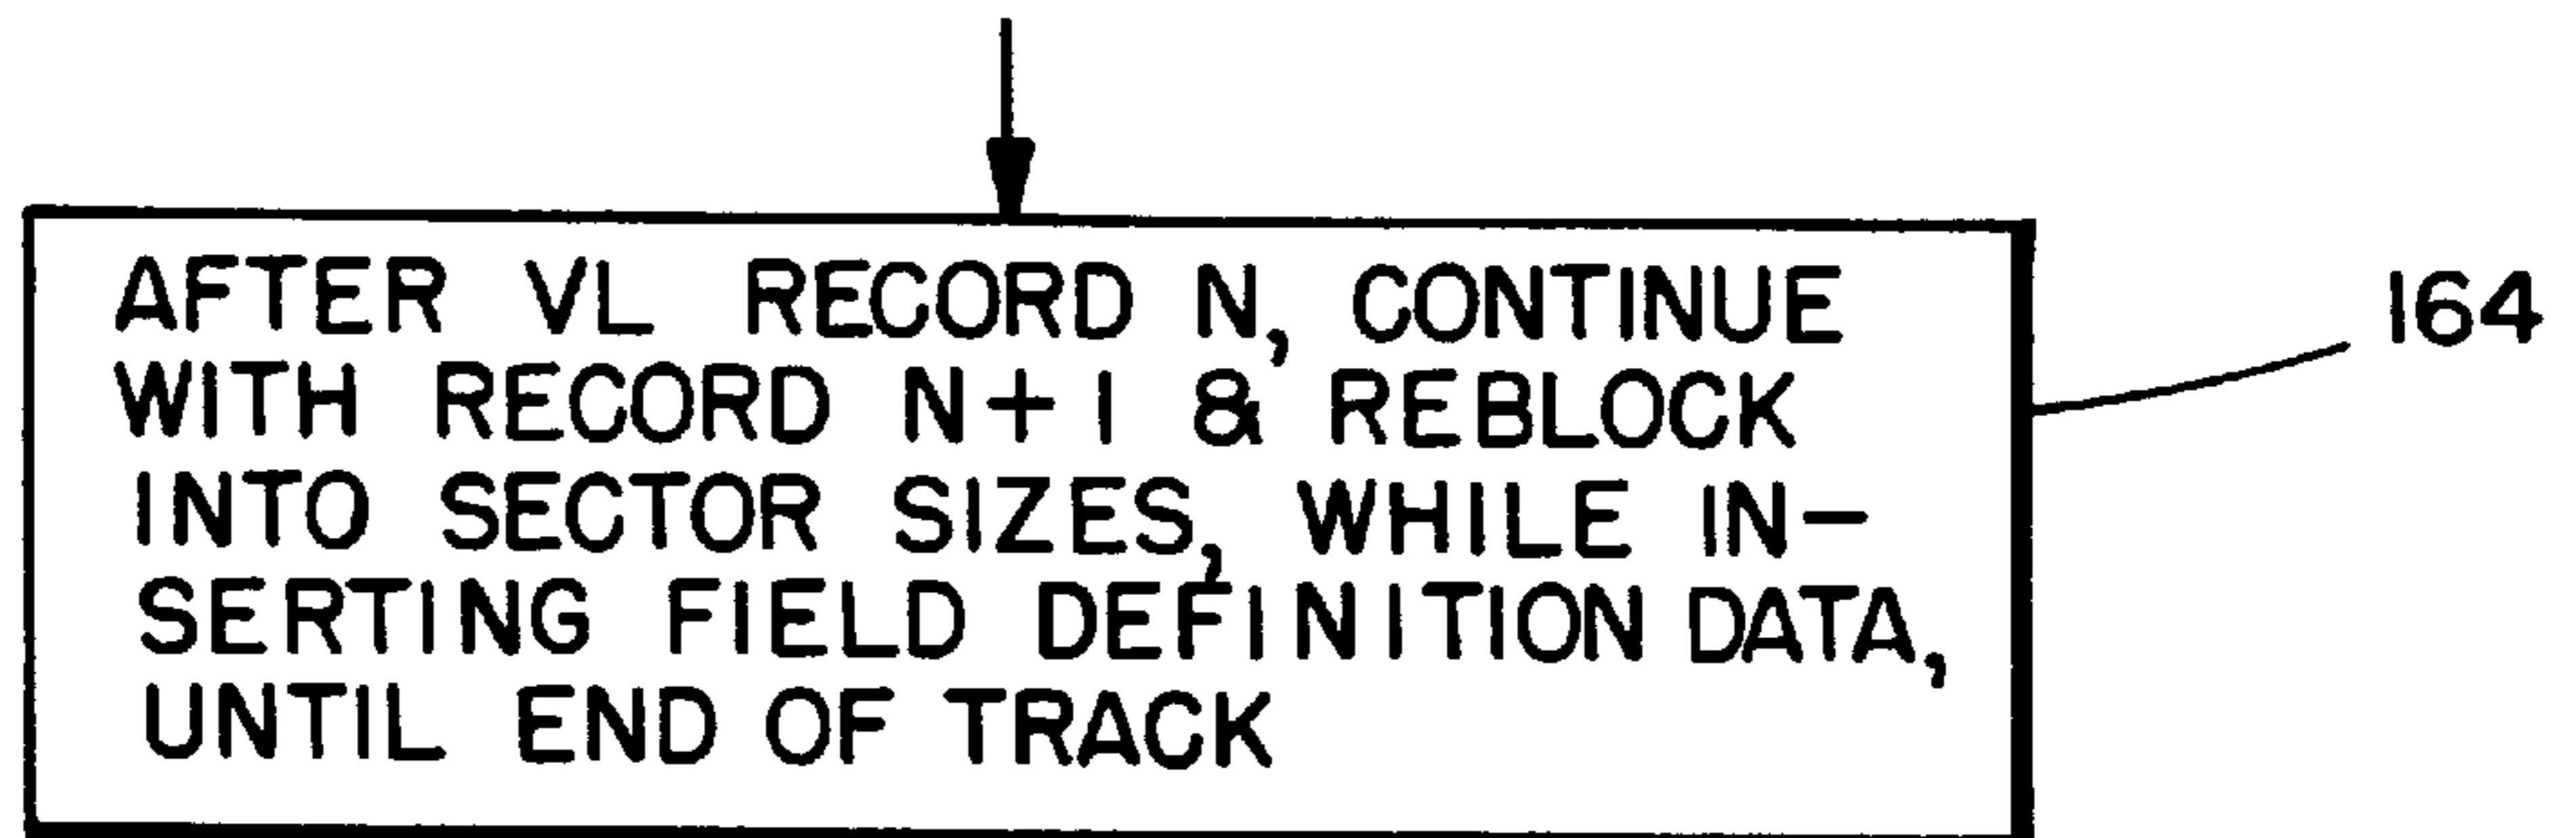 AFTER VL RECORD N, CONTINUE
WITH RECORD N+1 & REBLOCK
INTO SECTOR SIZES, WHILE IN-
SERTING FIELD DEFINITION DATA,
UNTIL END OF TRACK
164